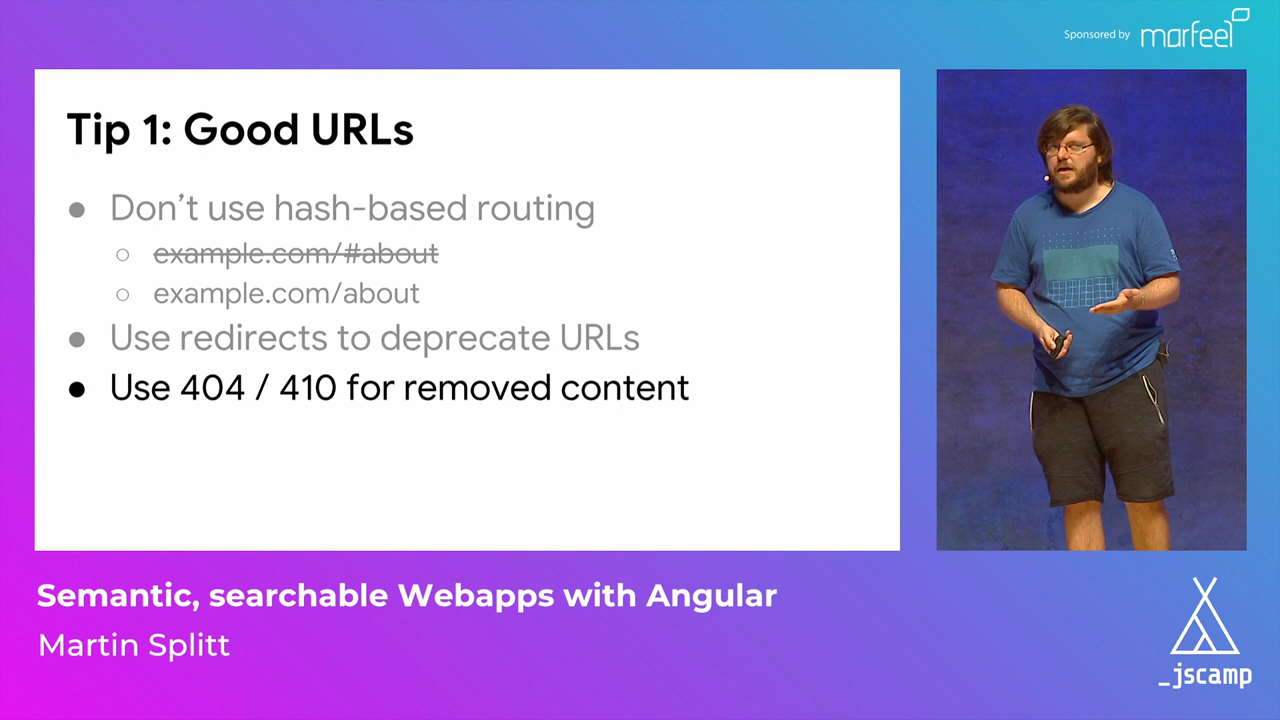 Sponsored by marfeel
Tip 1: Good URLs
● Don’t use hash-based routing
○ example.com/#about
○ example.com/about
● Use redirects to deprecate URLs
● Use 404 / 410 for removed content
Semantic, searchable Webapps with Angular
Martin Splitt
_jscamp